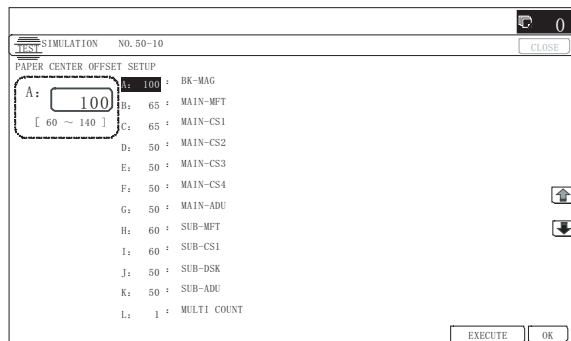 0
TEST SIMULATION NO.50-10
CLOSE
PAPER CENTER OFFSET SETUP
A: 100
[ 60 ~ 140 ]
A: 100 : BK-MAG
B: 65 : MAIN-MFT
C: 65 : MAIN-CS1
D: 50 : MAIN-CS2
E: 50 : MAIN-CS3
F: 50 : MAIN-CS4
G: 50 : MAIN-ADU
H: 60 : SUB-MFT
I: 60 : SUB-CS1
J: 50 : SUB-DSK
K: 50 : SUB-ADU
L: 1 : MULTI COUNT
EXECUTE OK